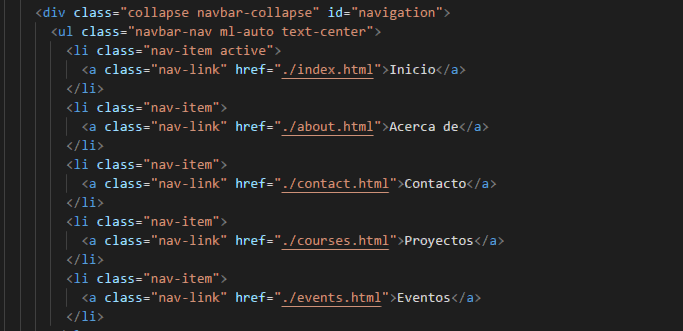 <div class="collapse navbar-collapse" id="navigation">
<ul class="navbar-nav ml-auto text-center">
<li class="nav-item active">
<a class="nav-link" href="./index.html">Inicio</a>
</li>
<li class="nav-item">
<a class="nav-link" href="./about.html">Acerca de</a>
</li>
<li class="nav-item">
<a class="nav-link" href="./contact.html">Contacto</a>
</li>
<li class="nav-item">
<a class="nav-link" href="./courses.html">Proyectos</a>
</li>
<li class="nav-item">
<a class="nav-link" href="./events.html">Eventos</a>
</li>